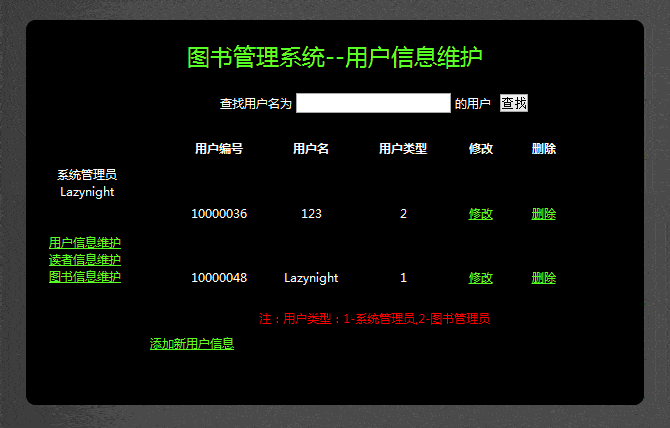 图书管理系统--用户信息维护
查找用户名为 的用户 查找
用户编号 用户名 用户类型 修改 删除
系统管理员
Lazynight
10000036 123 2 修改 删除
用户信息维护
读者信息维护
图书信息维护
10000048 Lazynight 1 修改 删除
注：用户类型：1-系统管理员,2-图书管理员
添加新用户信息